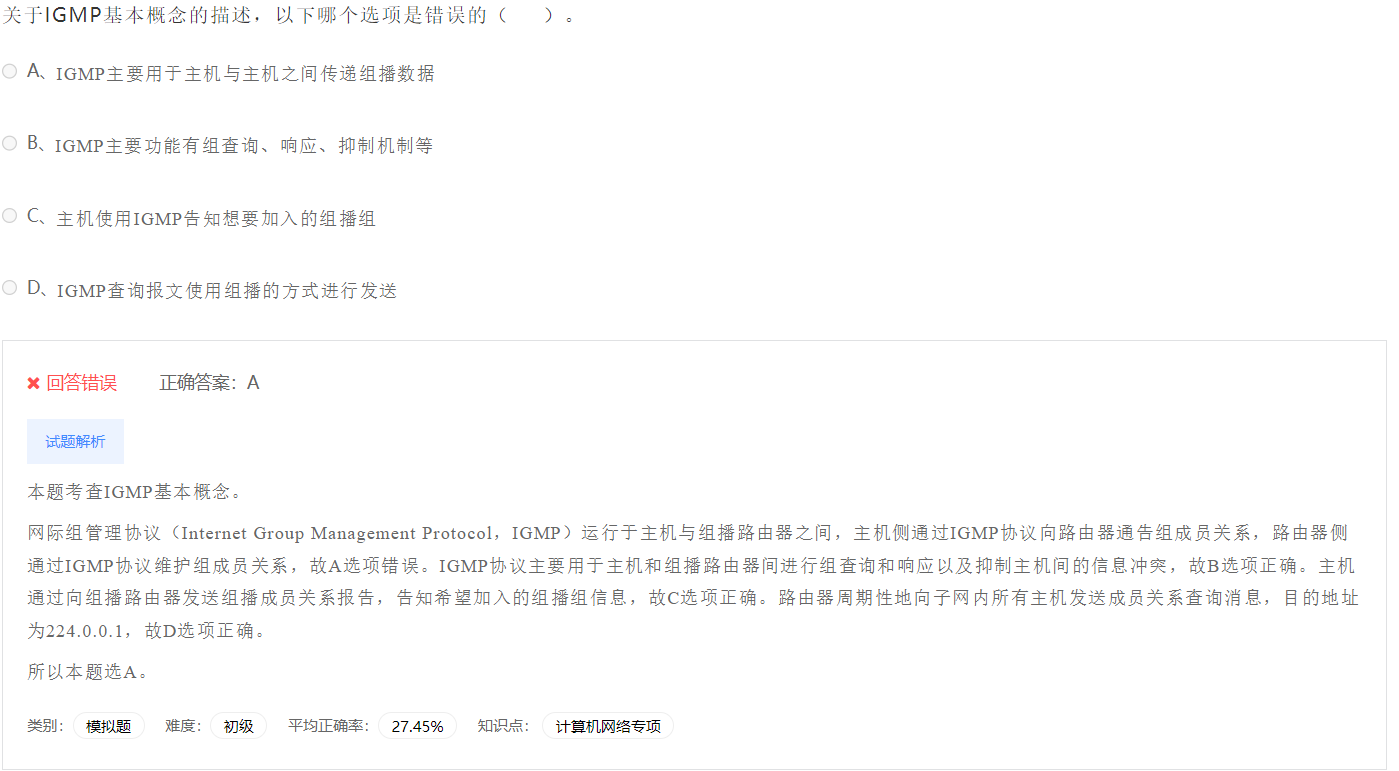 关于IGMP基本概念的描述，以下哪个选项是错误的（　　）。
A、IGMP主要用于主机与主机之间传递组播数据
B、IGMP主要功能有组查询、响应、抑制机制等
C、主机使用IGMP告知想要加入的组播组
D、IGMP查询报文使用组播的方式进行发送
回答错误 正确答案：A
试题解析
本题考查IGMP基本概念。
网际组管理协议（Internet Group Management Protocol，IGMP）运行于主机与组播路由器之间，主机侧通过IGMP协议向路由器通告组成员关系，路由器侧
通过IGMP协议维护组成员关系，故A选项错误。IGMP协议主要用于主机和组播路由器间进行组查询和响应以及抑制主机间的信息冲突，故B选项正确。主机
通过向组播路由器发送组播成员关系报告，告知希望加入的组播组信息，故C选项正确。路由器周期性地向子网内所有主机发送成员关系查询消息，目的地址
为224.0.0.1，故D选项正确。
所以本题选A。
类别： 模拟题 难度： 初级 平均正确率： 27.45% 知识点： 计算机网络专项